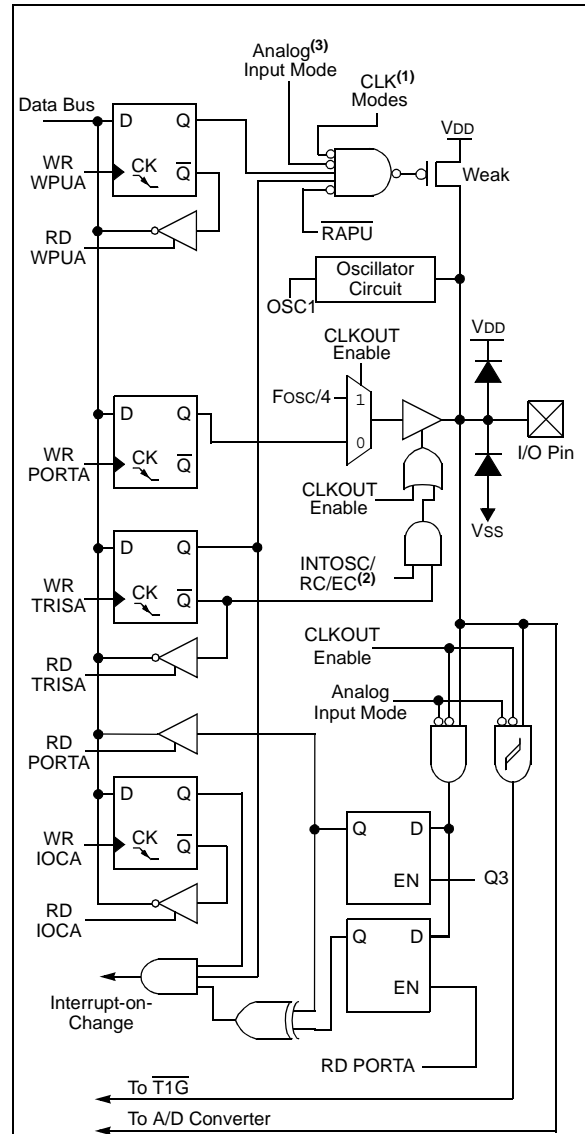 Analog(3)
Input Mode
CLK(1)
Modes
Data Bus
D Q
VDD
WR
WPUA
CK
Q
Weak
RD
WPUA
RAPU
Oscillator
Circuit
OSC1
CLKOUT
Enable
VDD
FOSC/4
1
D Q
0
I/O Pin
WR
PORTA
CK
Q
CLKOUT
Enable
VSS
D Q
INTOSC/
RC/EC(2)
WR
TRISA
CK
Q
CLKOUT
Enable
RD
TRISA
Analog
Input Mode
RD
PORTA
D Q
WR
IOCA
CK
Q
Q D
EN
Q3
RD
IOCA
Q D
EN
Interrupt-on-
Change
RD PORTA
To T1G
To A/D Converter